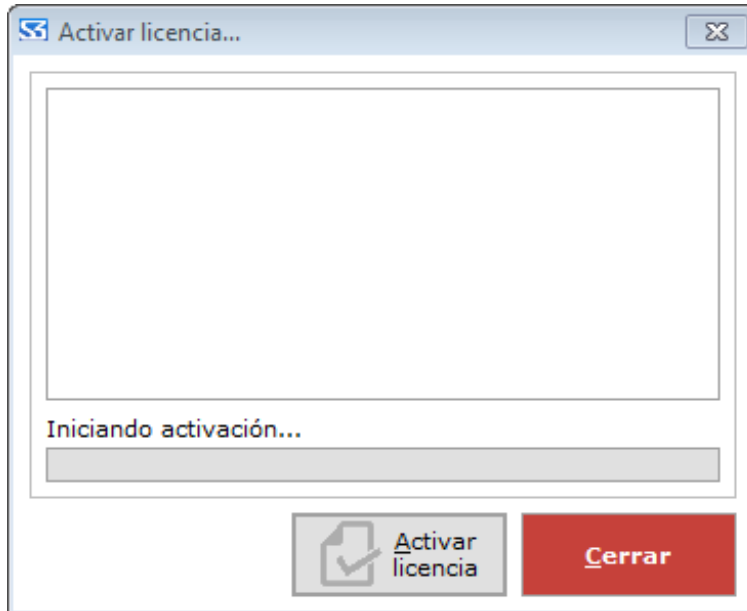 Activar licencia...
Iniciando activación...
Activar
licencia
Cerrar